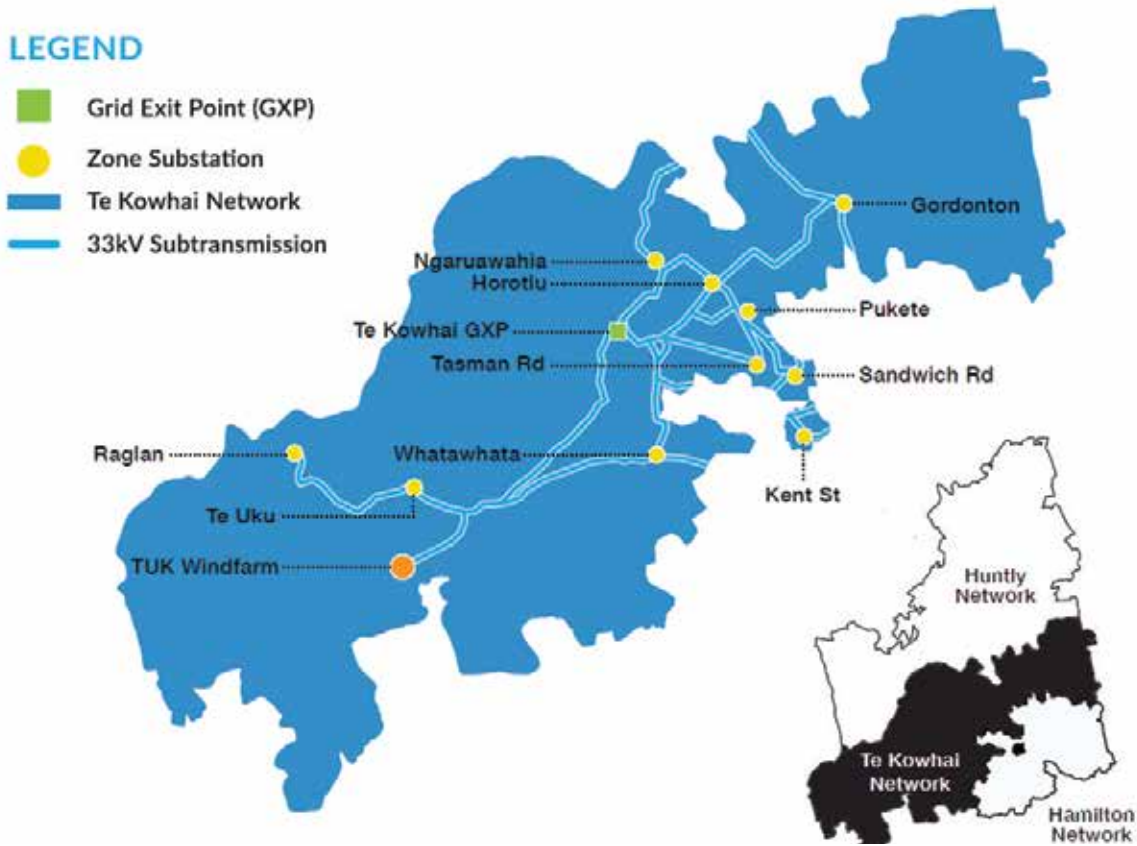 LEGEND
Grid Exit Point (GXP)
Zone Substation
Te Kowhai Network
33kV Subtransmission
Gordonton
Ngaruawahia
Horotiu
Pukete
Te Kowhai GXP
Tasman Rd
Sandwich Rd
Raglan
Whatawhata
Kent St
Te Uku
TUK Windfarm
Huntly
Network
Te Kowhai
Network
Hamilton
Network